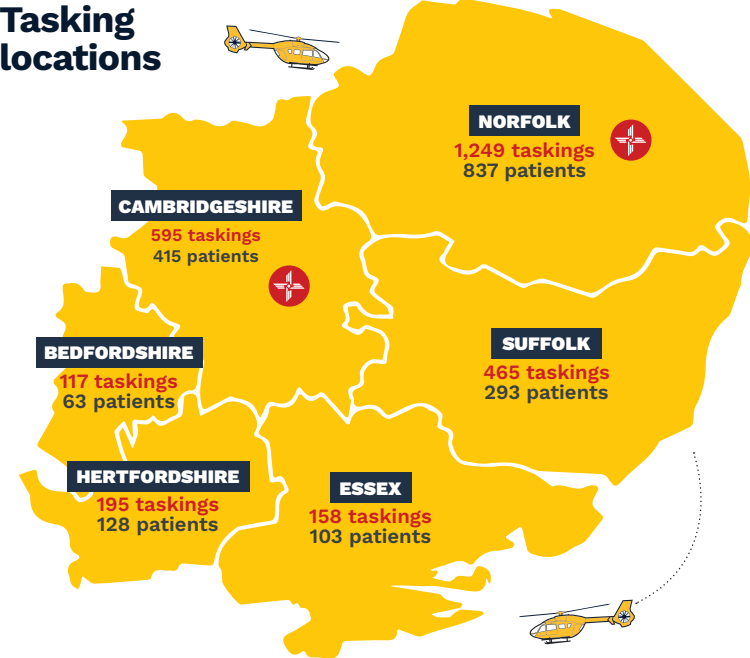 Tasking
locations
NORFOLK
1,249 taskings
837 patients
CAMBRIDGESHIRE
595 taskings
415 patients
SUFFOLK
465 taskings
293 patients
BEDFORDSHIRE
117 taskings
63 patients
HERTFORDSHIRE
195 taskings
128 patients
ESSEX
158 taskings
103 patients